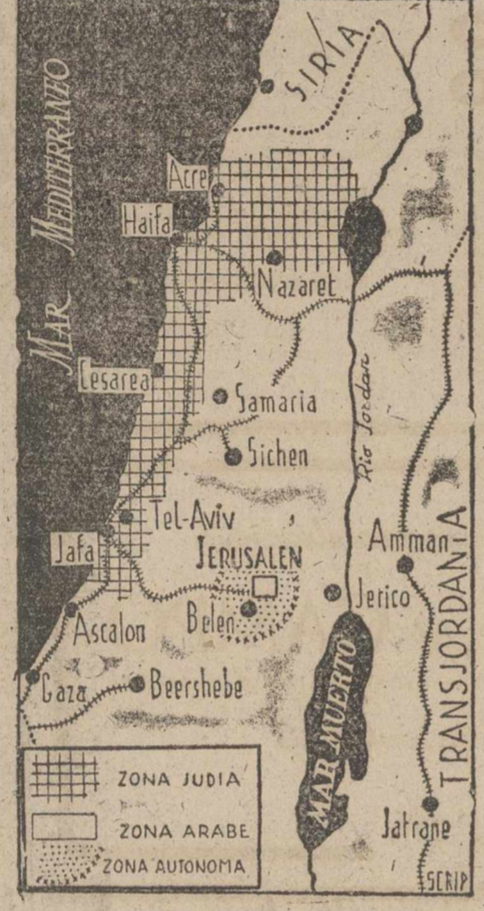 SIRIA
MAR MEDITERRANEO
Acre
Haifa
Nazaret
Cesarea
Samaria
Rio Jordan
Sichen
Tel-Aviv
Jafa
JERUSALEN
Amman
Belen
Jerico
Ascalon
Gaza
Beershebe
TRANSJORDANIA
MAR MUERTO
Jatrane
ZONA JUDIA
ZONA ARABE
ZONA AUTONOMA
SCRIP